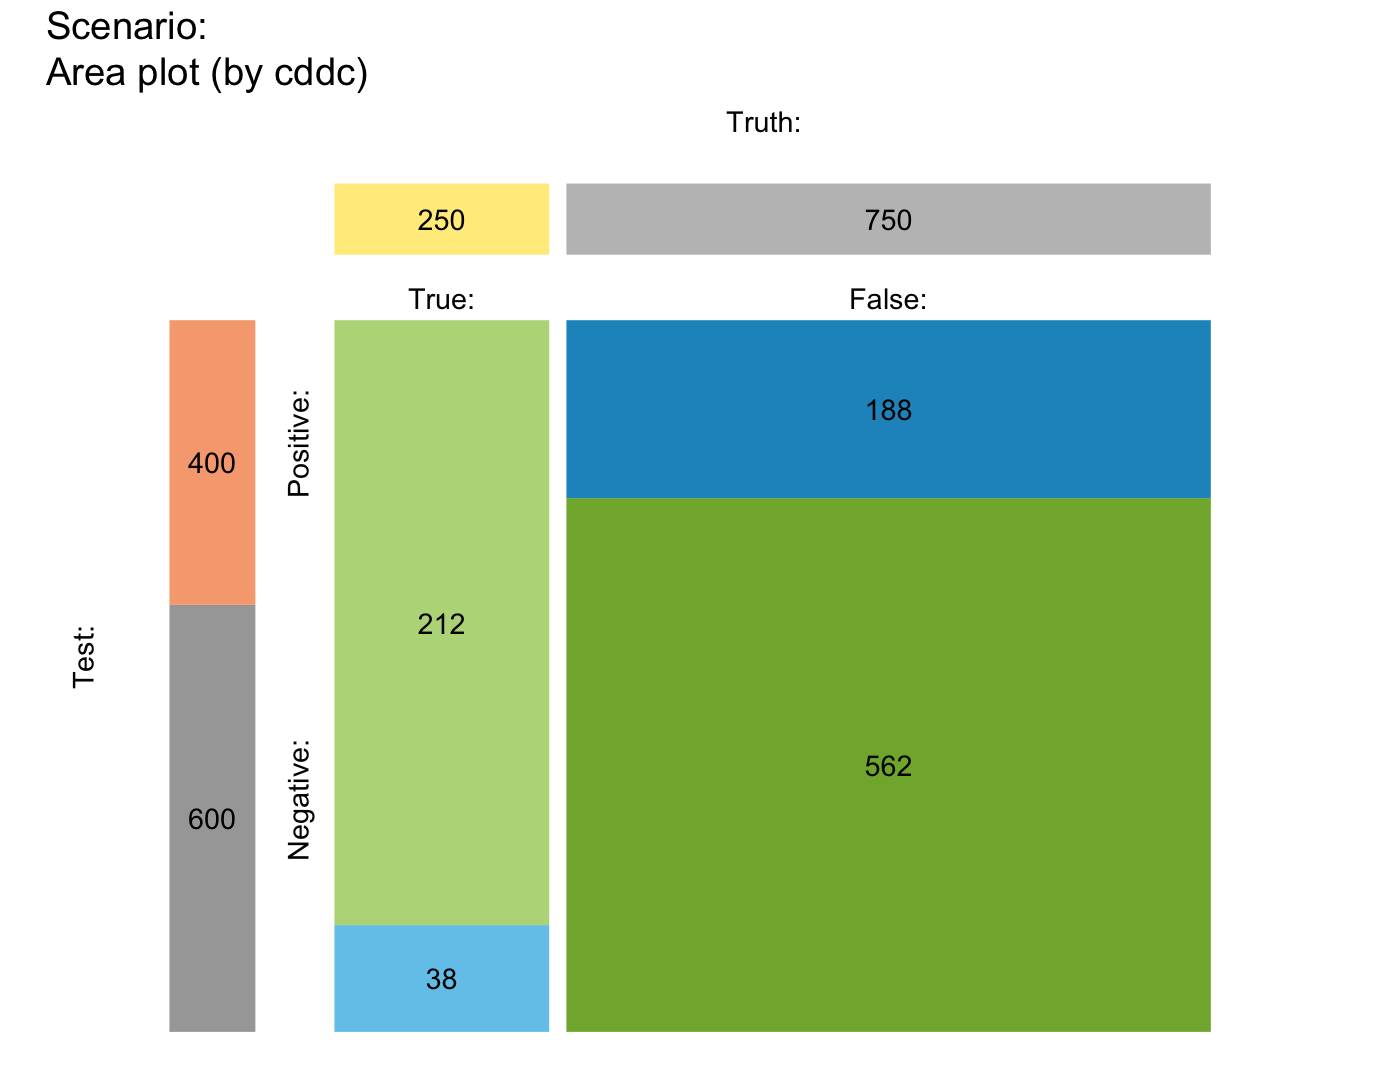 Scenario:
Area plot (by cddc)
Truth:
250
750
True:
False:
Test:
400
600
Positive:
Negative:
212
38
188
562